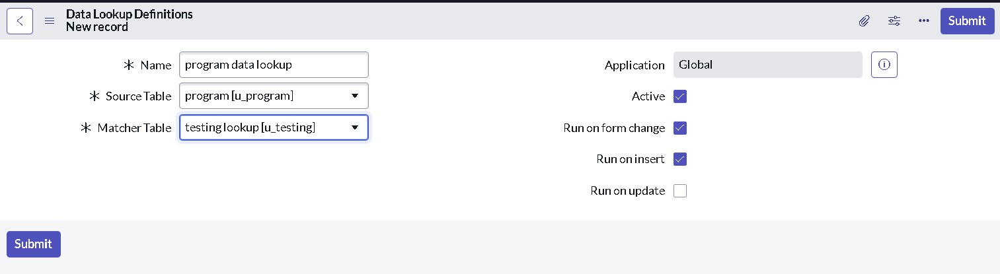 Data Lookup Definitions
New record
Submit
Name
program data lookup
Source Table
program [u_program]
Matcher Table
testing lookup [u_testing]
Application
Global
Active
Run on form change
Run on insert
Run on update
Submit